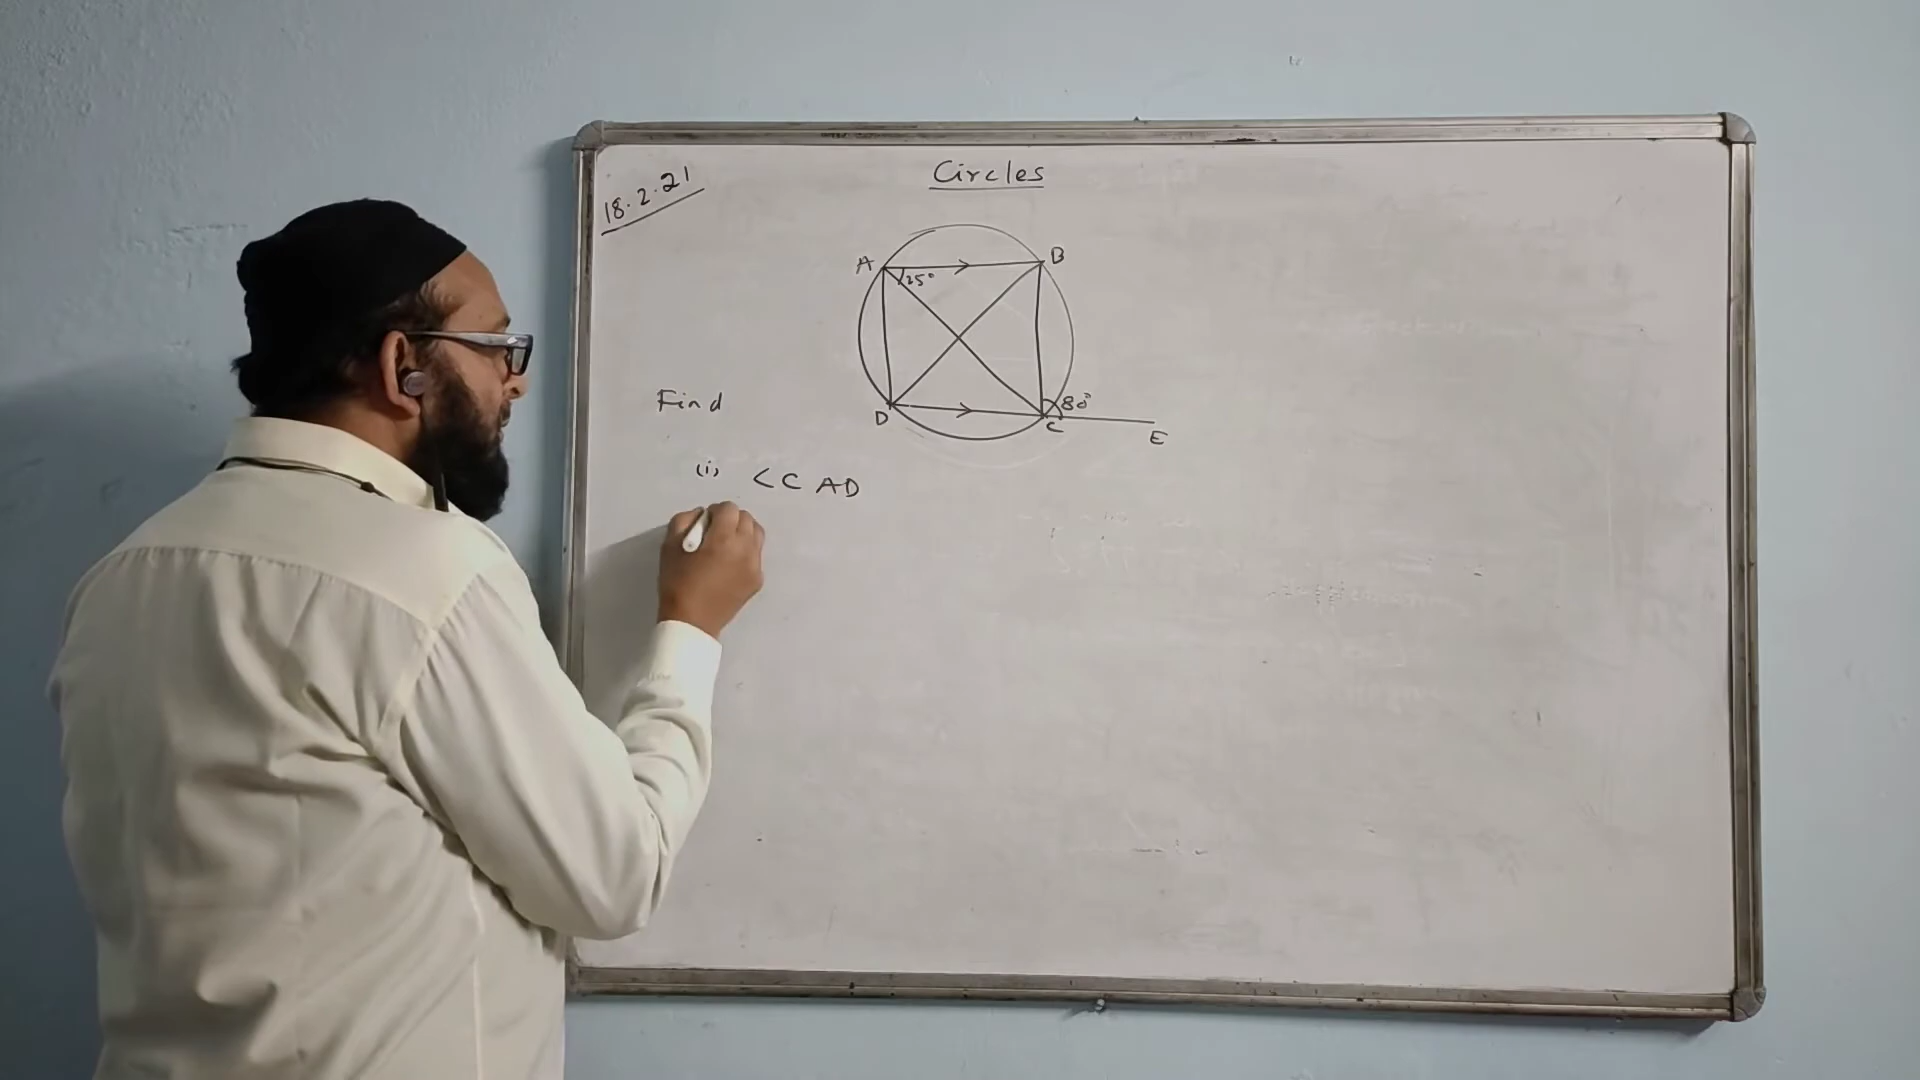 18.2.21
Circles
A
B
25°
80°
D
C
E
Find
(i) <CAD